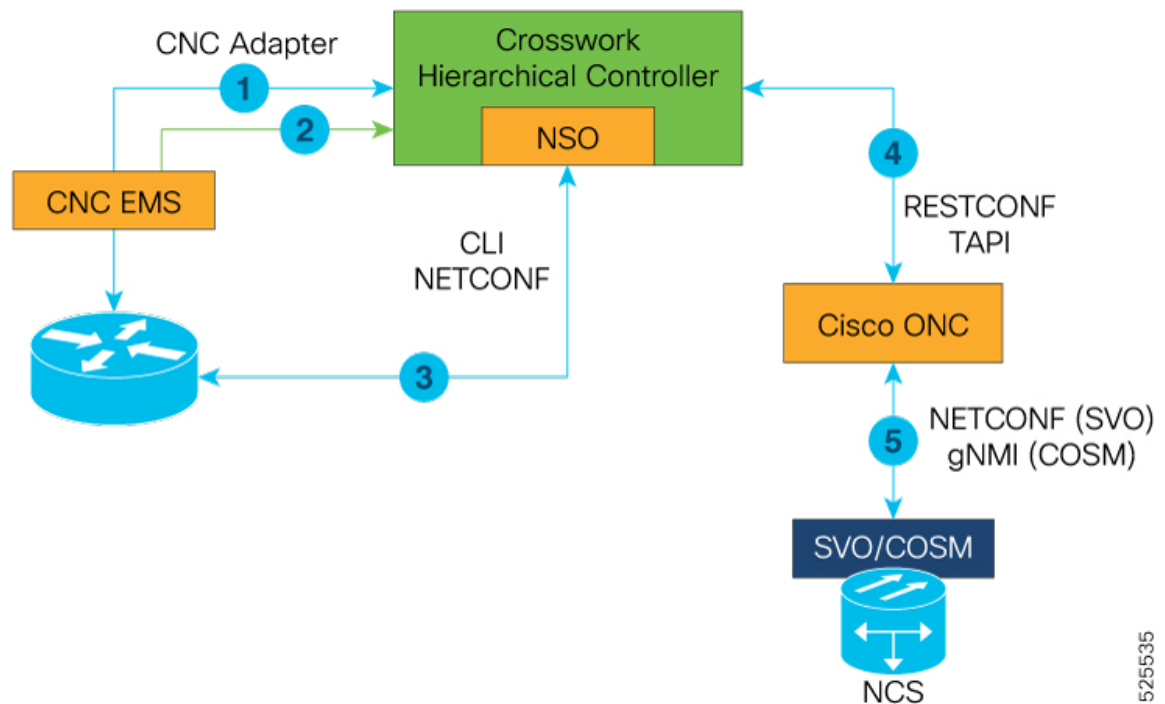 CNC Adapter
Crosswork
Hierarchical Controller
NSO
1
2
4
CNC EMS
RESTCONF
TAPI
CLI
NETCONF
Cisco ONC
3
NETCONF (SVO)
gNMI (COSM)
5
SVO/COSM
NCS
525535